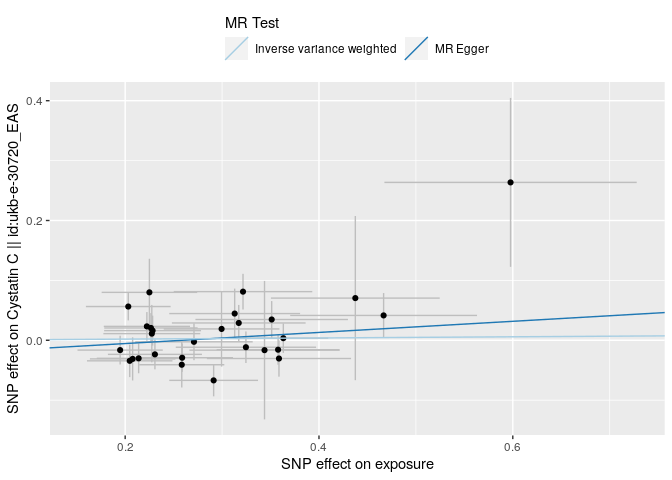 MR Test
Inverse variance weighted MR Egger
SNP effect on Cystatin C || id:ukb-e-30720_EAS
0.4
0.2
0.0
0.2 0.4 0.6
SNP effect on exposure